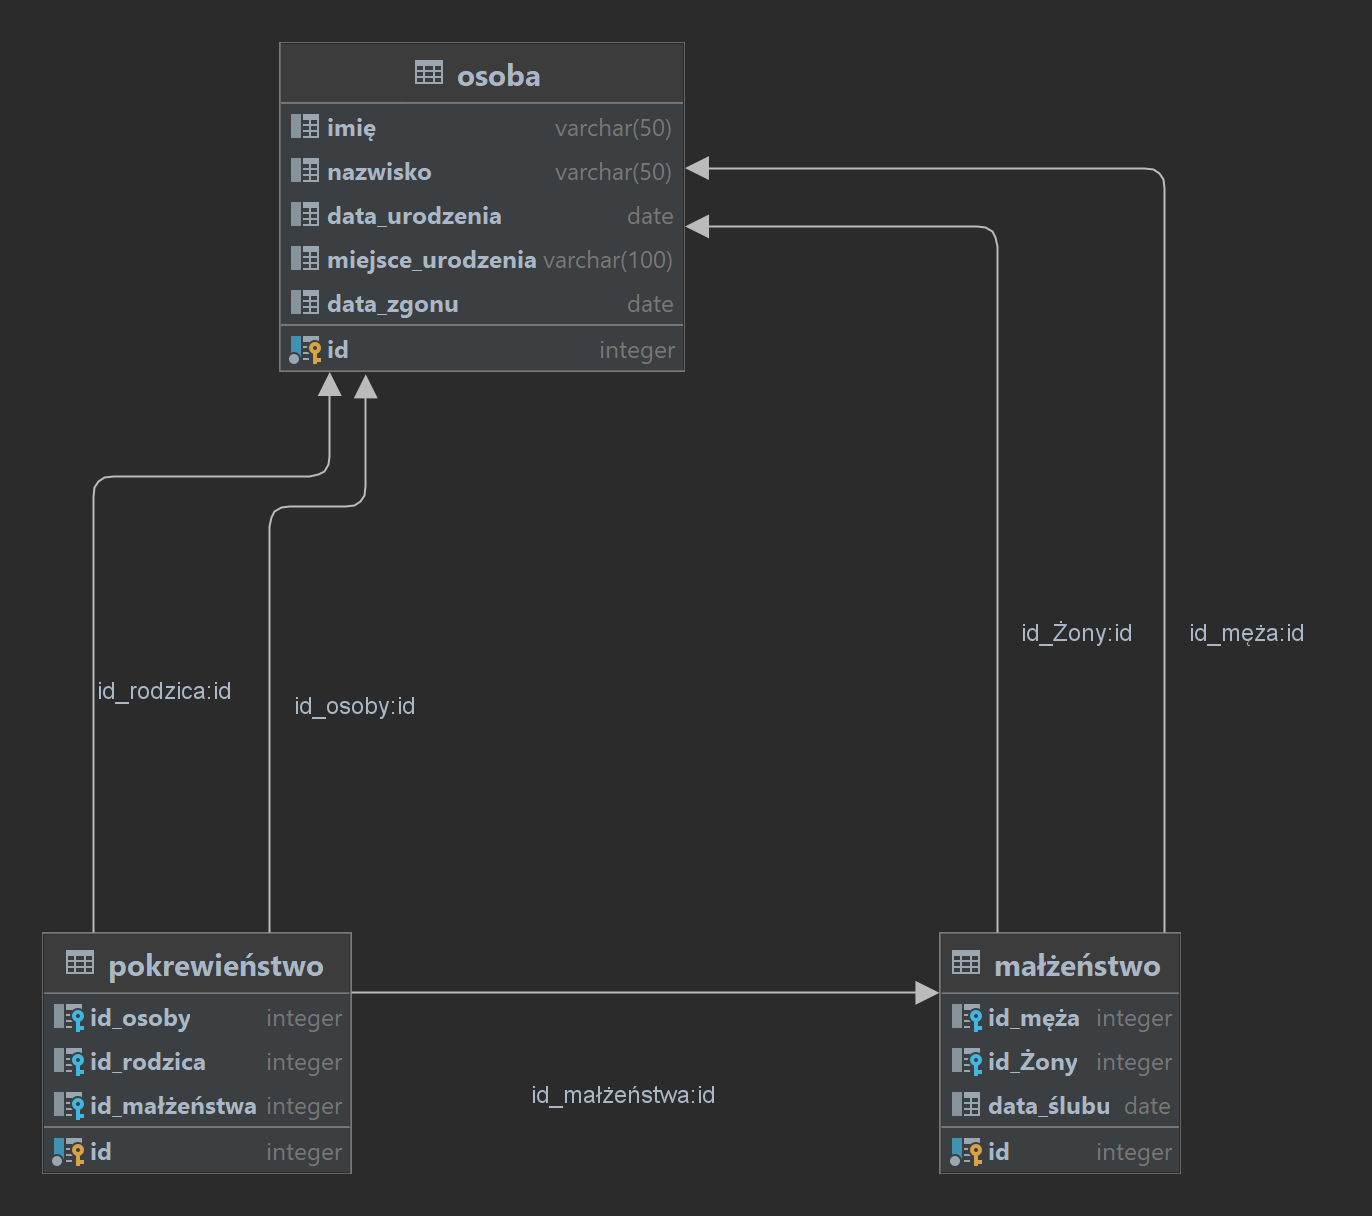 osoba
imię varchar(50)
nazwisko varchar(50)
data_urodzenia date
miejsce_urodzenia varchar(100)
data_zgonu date
id integer
id_Żony:id
id_męża:id
id_rodzica:id
id_osoby:id
pokrewieństwo
id_osoby integer
id_rodzica integer
id_małżeństwa integer
id integer
id_małżeństwa:id
małżeństwo
id_męża integer
id_Żony integer
data_ślubu date
id integer